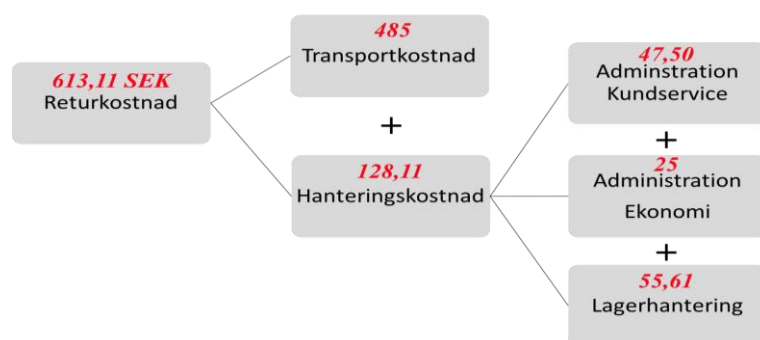 613,11 SEK
Returkostnad
485
Transportkostnad
+
128,11
Hanteringskostnad
47,50
Adminstration
Kundservice
+
25
Administration
Ekonomi
+
55,61
Lagerhantering